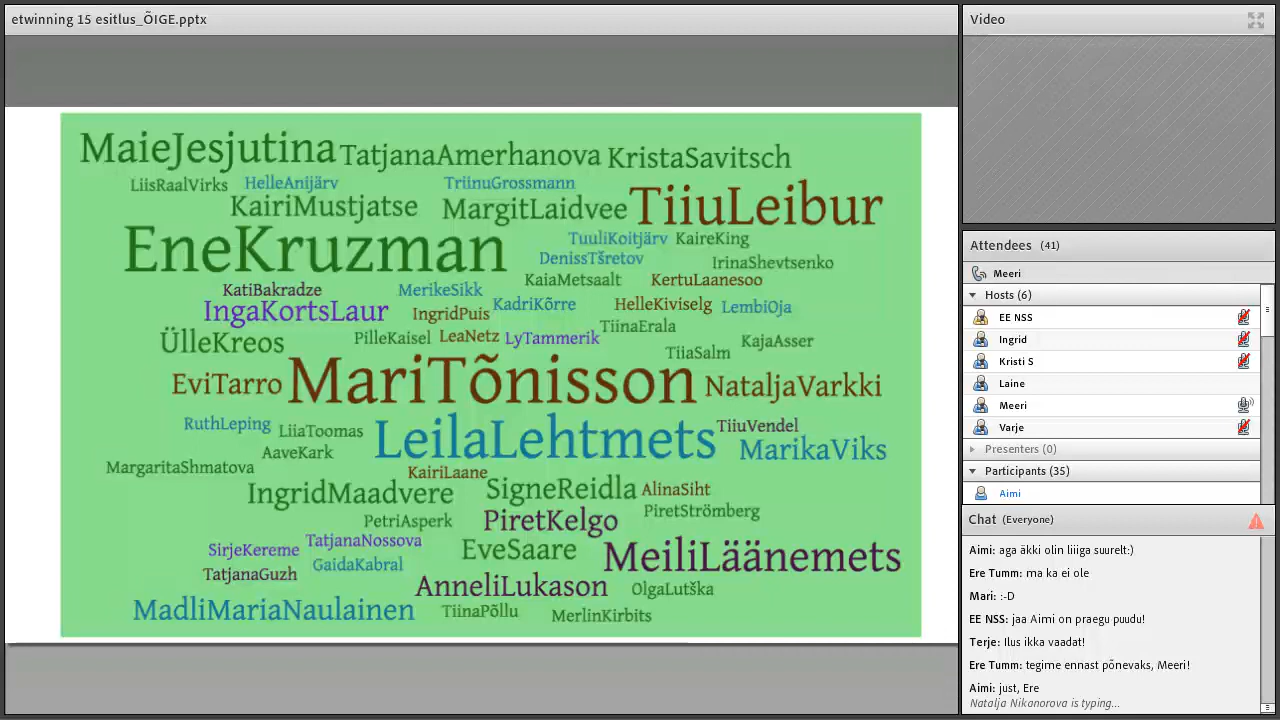 etwinning 15 esitlus_ÕIGE.pptx
MaieJesjutina TatjanaAmerhanova KristaSavitsch
LiisRaalVirks HelleAnijärv TriinuGrossmann
KairiMustjatse MargitLaidvee TiiuLeibur
EneKruzman TuuliKoitjärv KaireKing
DenissTšretov IrinaShevtsenko
KaiaMetsaalt KertuLaanesoo
KatiBakradze MerikeSikk KadriKõrre HelleKiviselg LembiOja
IngaKortsLaur IngridPuis TiinaErala
ÜlleKreos PilleKaisel LeaNetz LyTammerik TiiaSalm KajaAsser
EviTarro MariTõnisson NataljaVarkki
RuthLeping LiiaToomas LeilaLehtmets TiiuVendel
AaveKark MarikaViks
MargaritaShmatova KairiLaane
IngridMaadvere SigneReidla AlinaSiht
PetriAsperk PiretKelgo PiretStrömberg
SirjeKereme TatjanaNossova EveSaare MeiliLäänemets
TatjanaGuzh GaidaKabral
AnneliLukason OlgaLutška
MadliMariaNaulainen TiinaPõllu MerlinKirbits
Video
Attendees (41)
Meeri
Hosts (6)
EE NSS
Ingrid
Kristi S
Laine
Meeri
Varje
Presenters (0)
Participants (35)
Aimi
Chat (Everyone)
Aimi: aga äkki olin liiiga suurelt:)
Ere Tumm: ma ka ei ole
Mari: :-D
EE NSS: jaa Aimi on praegu puudu!
Terje: Ilus ikka vaadat!
Ere Tumm: tegime ennast põnevaks, Meeri!
Aimi: just, Ere
Natalja Nikanorova is typing...